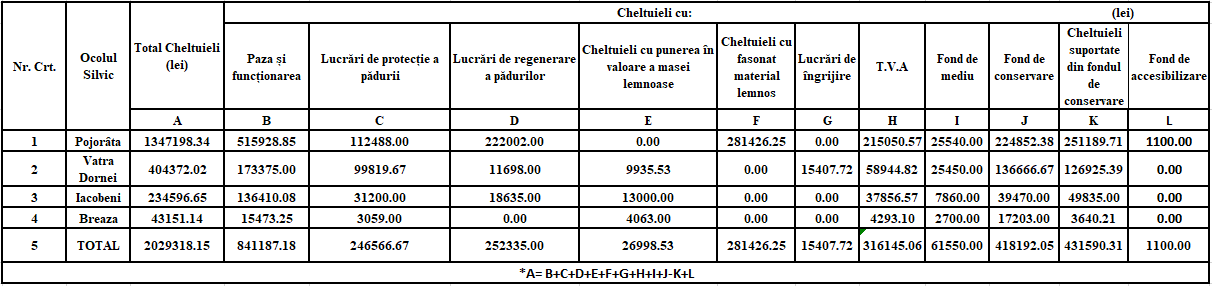 Cheltuieli cu: (lei)
Nr. Crt. Ocolul Silvic Total Cheltuieli (lei) Paza și funcționarea Lucrări de protecție a pădurii Lucrări de regenerare a pădurilor Cheltuieli cu punerea în valoare a masei lemnoase Cheltuieli cu fasonat material lemnos Lucrări de îngrijire T.V.A Fond de mediu Fond de conservare Cheltuieli suportate din fondul de conservare Fond de accesibilizare
A B C D E F G H I J K L
1 Pojorâta 1347198.34 515928.85 112488.00 222002.00 0.00 281426.25 0.00 215050.57 25540.00 224852.38 251189.71 1100.00
2 Vatra Dornei 404372.02 173375.00 99819.67 11698.00 9935.53 0.00 15407.72 58944.82 25450.00 136666.67 126925.39 0.00
3 Iacobeni 234596.65 136410.08 31200.00 18635.00 13000.00 0.00 0.00 37856.57 7860.00 39470.00 49835.00 0.00
4 Breaza 43151.14 15473.25 3059.00 0.00 4063.00 0.00 0.00 4293.10 2700.00 17203.00 3640.21 0.00
5 TOTAL 2029318.15 841187.18 246566.67 252335.00 26998.53 281426.25 15407.72 316145.06 61550.00 418192.05 431590.31 1100.00
*A= B+C+D+E+F+G+H+I+J-K+L